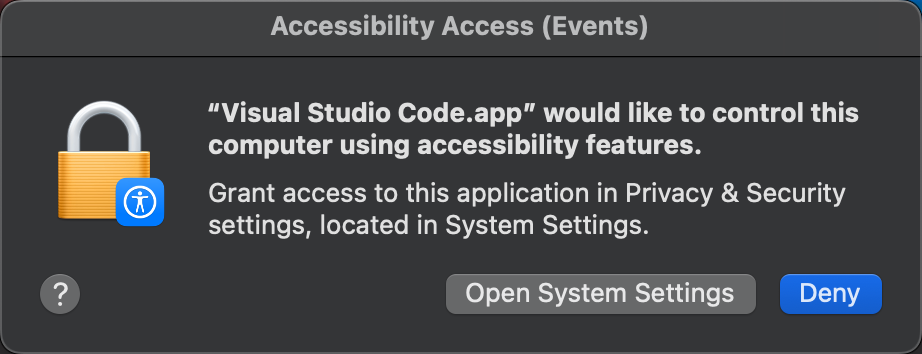 Accessibility Access (Events)
“Visual Studio Code.app” would like to control this
computer using accessibility features.
Grant access to this application in Privacy & Security
settings, located in System Settings.
?
Open System Settings
Deny